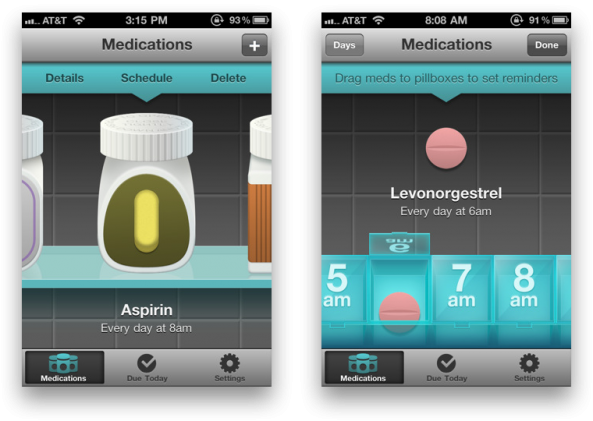 AT&T 3:15 PM 93%
Medications +
Details Schedule Delete
Aspirin
Every day at 8am
Medications Due Today Settings
AT&T 8:08 AM 91%
Days Medications Done
Drag meds to pillboxes to set reminders
Levonorgestrel
Every day at 6am
5 am 7 am 8 am
Medications Due Today Settings